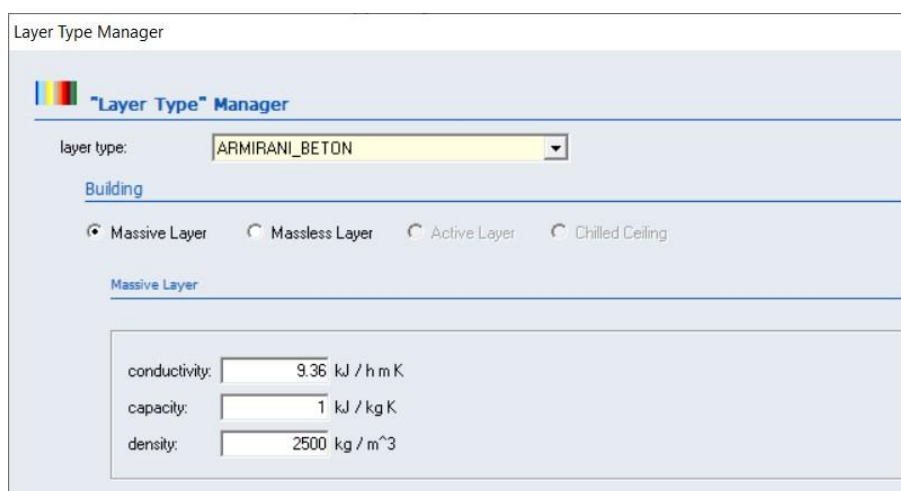 Layer Type Manager
"Layer Type" Manager
layer type: ARMIRANI_BETON
Building
Massive Layer Massless Layer Active Layer Chilled Ceiling
Massive Layer
conductivity: 9.36 kJ / h m K
capacity: 1 kJ / kg K
density: 2500 kg / m^3